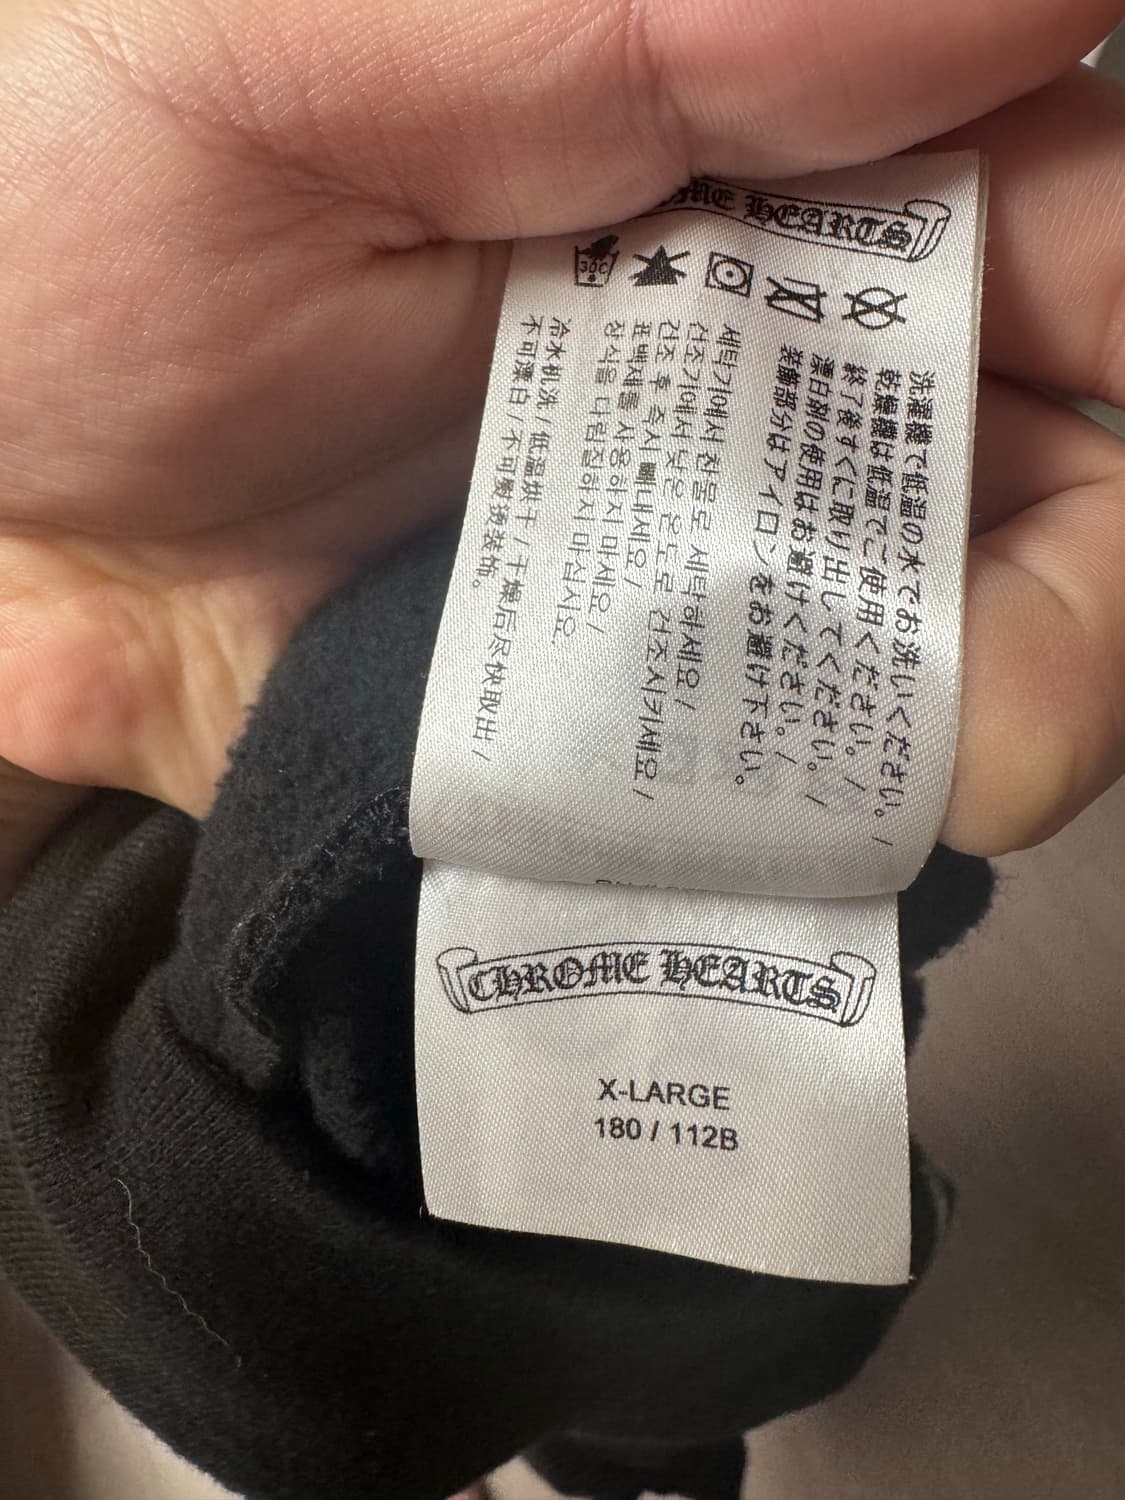 ME HEARTS
30C
洗濯機で低温の水でお洗いください。/
乾燥機は低温でご使用ください。/
終了後すぐに取り出してください。/
漂白剤の使用はお避けください。/
装飾部分はアイロンをお避け下さい。
세탁기에서 찬물로 세탁하세요 /
건조기에서 낮은 온도로 건조시키세요 /
건조 후 즉시 빼내세요 /
표백제를 사용하지 마세요 /
장식을 다림질하지 마십시오
冷水机洗 / 低温烘干 / 干燥后尽快取出 /
不可漂白 / 不可熨烫装饰。
CHROME HEARTS
X-LARGE
180 / 112B